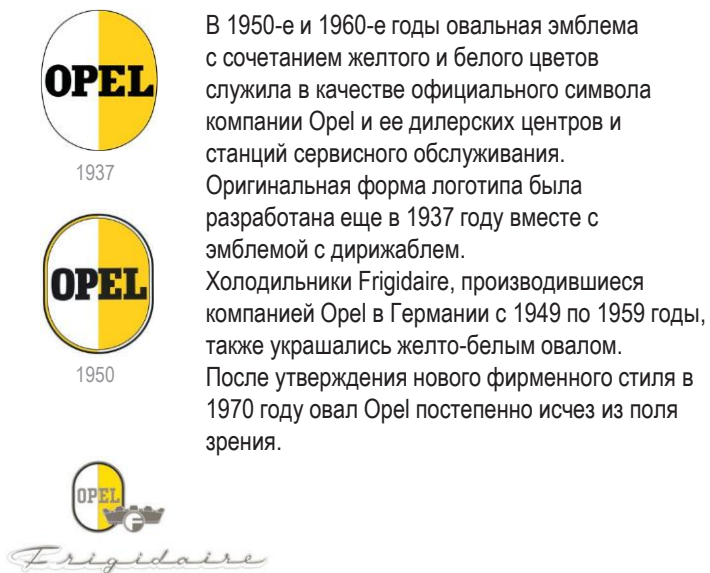 OPEL
1937
OPEL
1950
OPEL
F
Frigidaire
В 1950-е и 1960-е годы овальная эмблема
с сочетанием желтого и белого цветов
служила в качестве официального символа
компании Opel и ее дилерских центров и
станций сервисного обслуживания.
Оригинальная форма логотипа была
разработана еще в 1937 году вместе с
эмблемой с дирижаблем.
Холодильники Frigidaire, производившиеся
компанией Opel в Германии с 1949 по 1959 годы,
также украшались желто-белым овалом.
После утверждения нового фирменного стиля в
1970 году овал Opel постепенно исчез из поля
зрения.